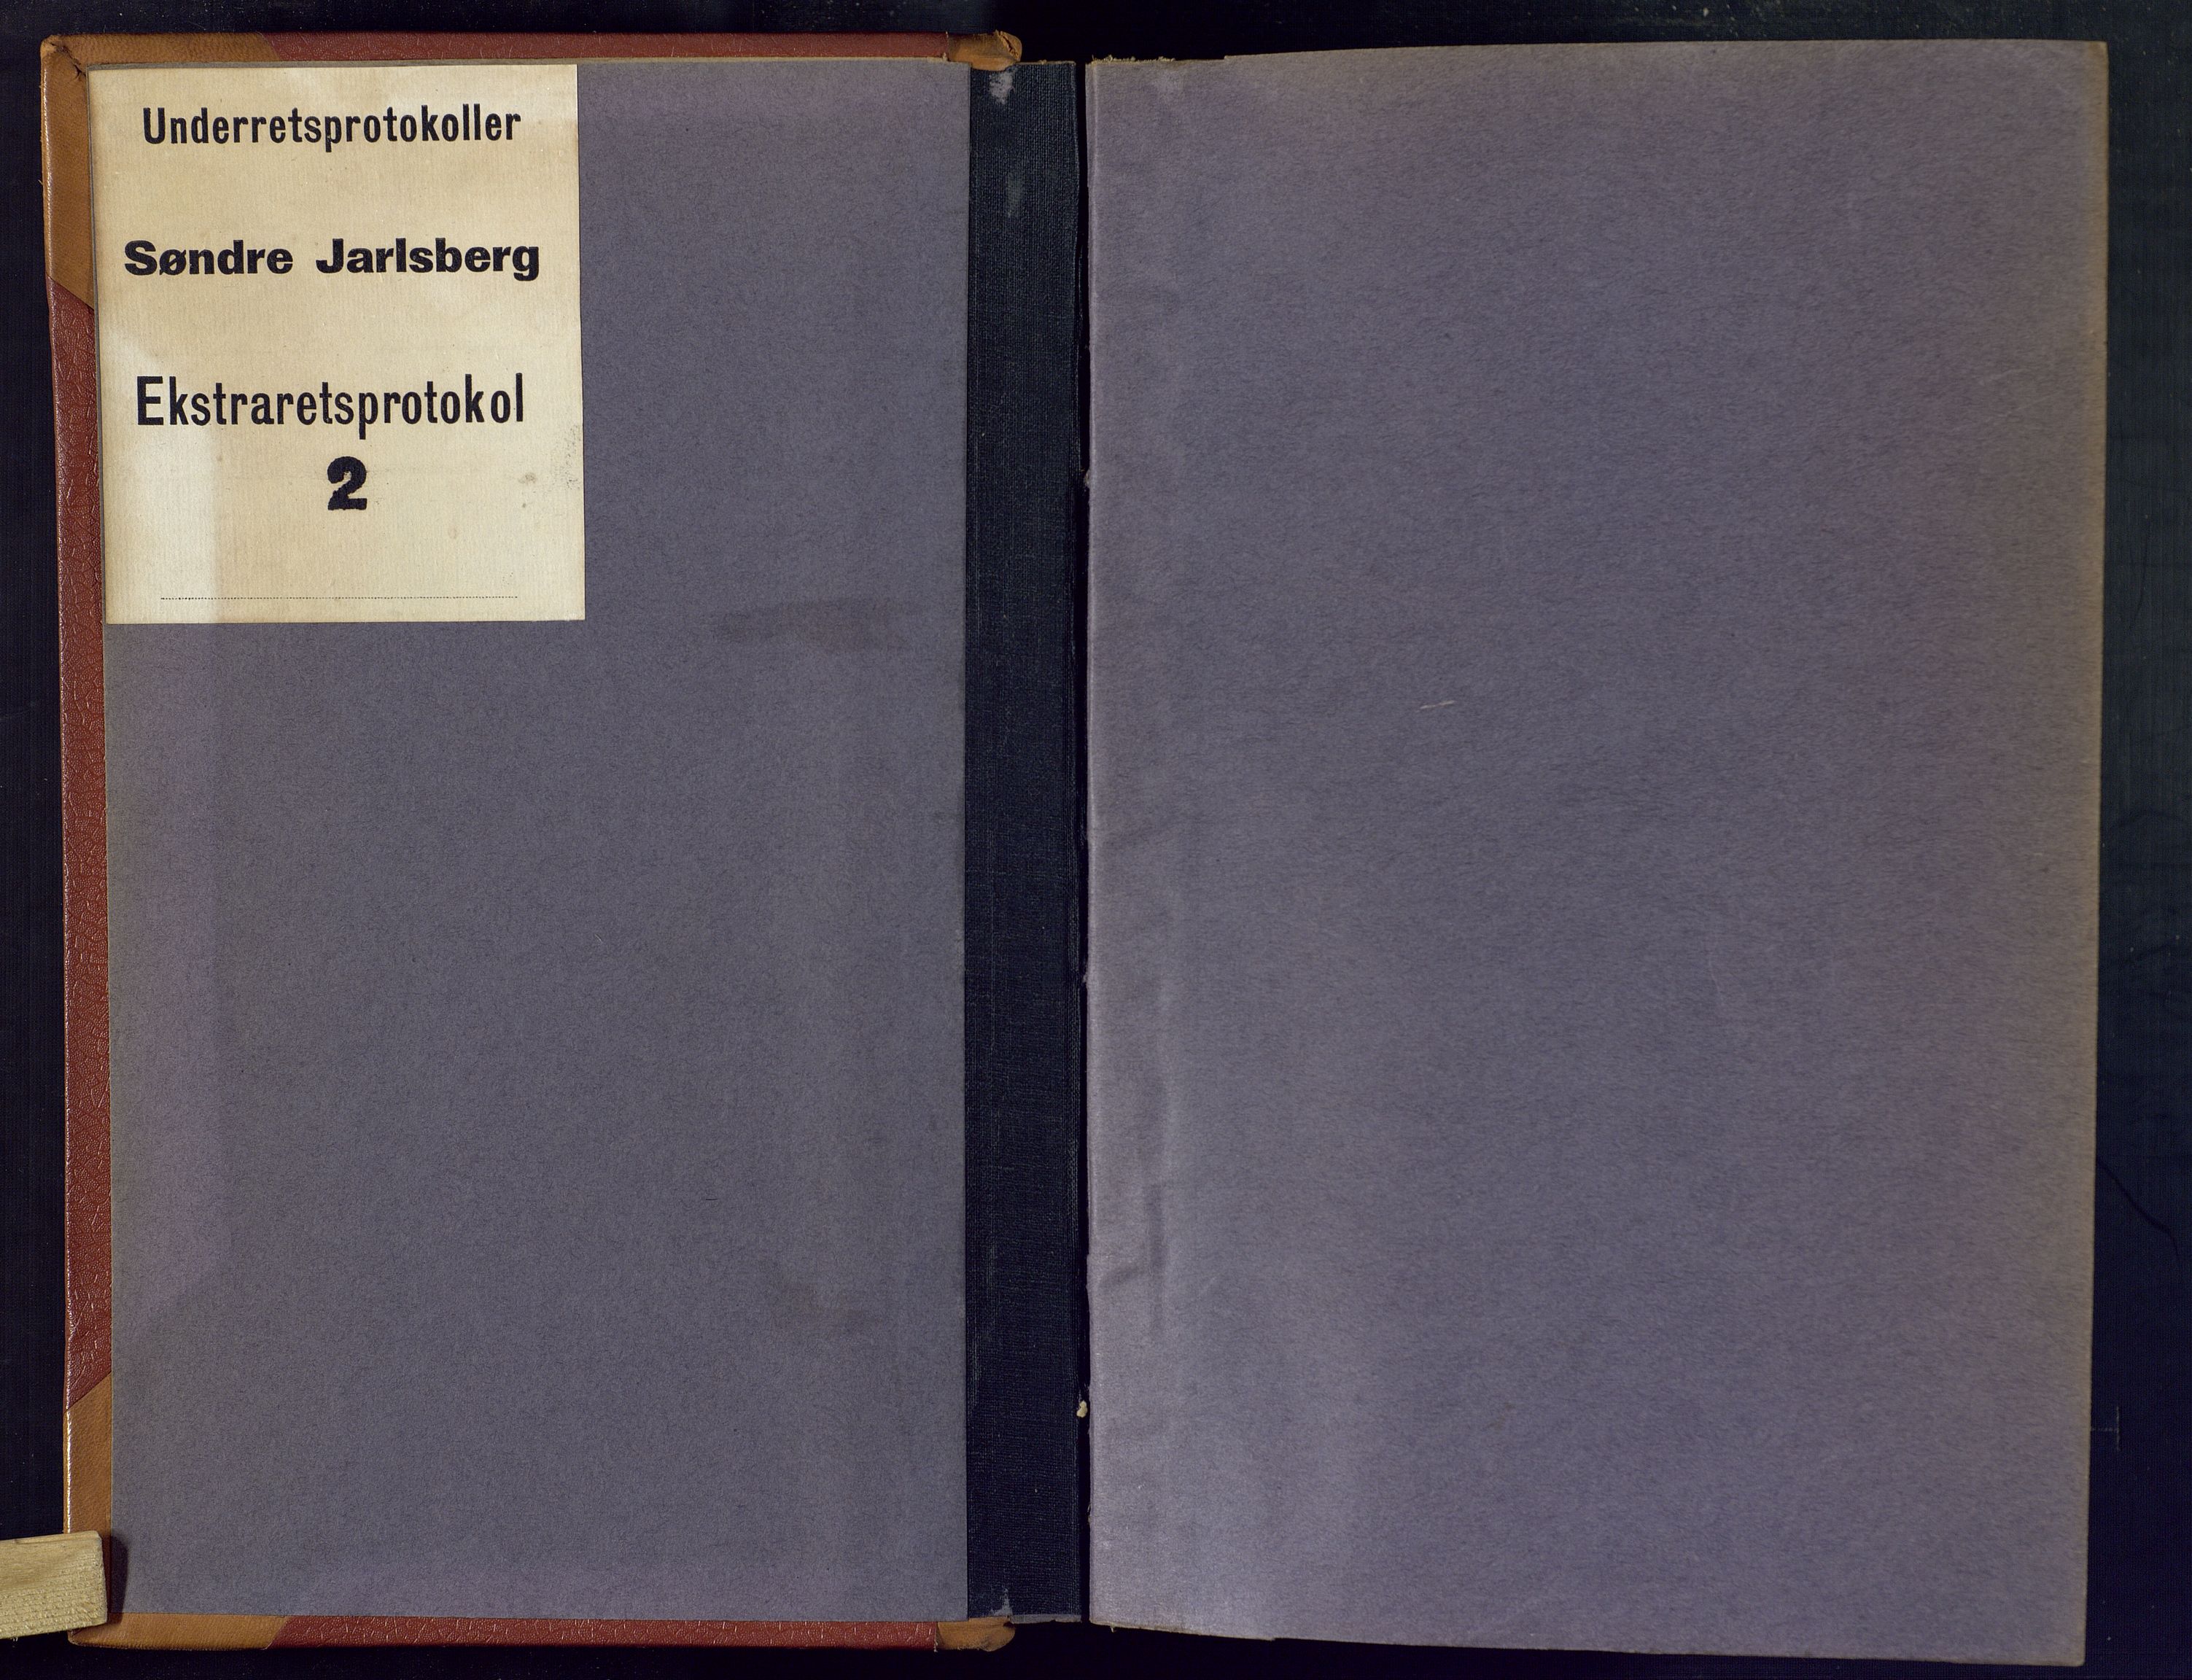 Underretsprotokoller
Søndre Jarlsberg
Ekstraretsprotokol
2